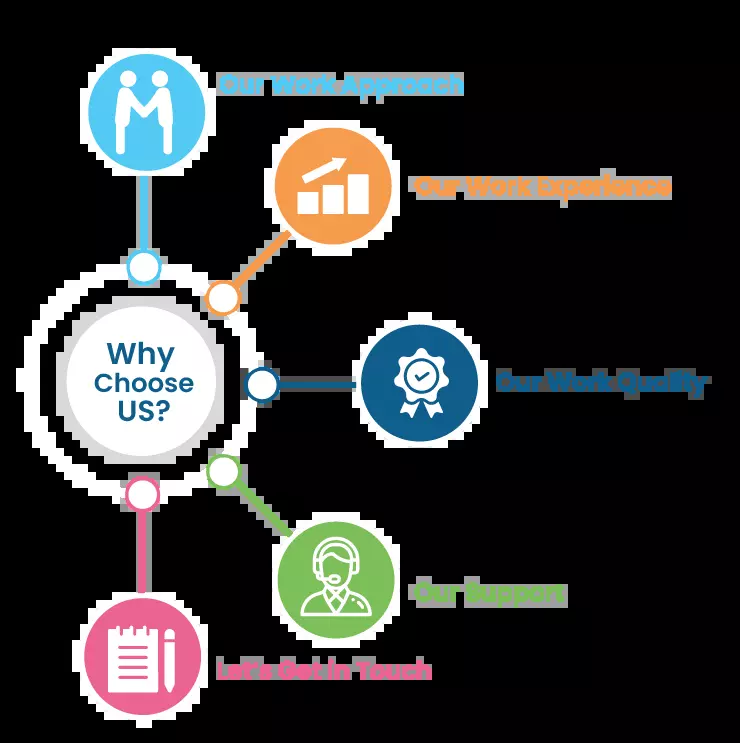 Our Work Approach
Our Work Experience
Why
Choose
US?
Our Work Quality
Our Support
Let's Get in Touch